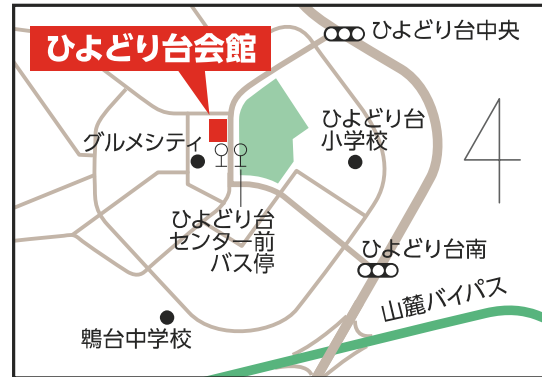 ひよどり台中央
ひよどり台会館
ひよどり台
小学校
グルメシティ
ひよどり台
センター前
バス停
ひよどり台南
山麓バイパス
鵯台中学校